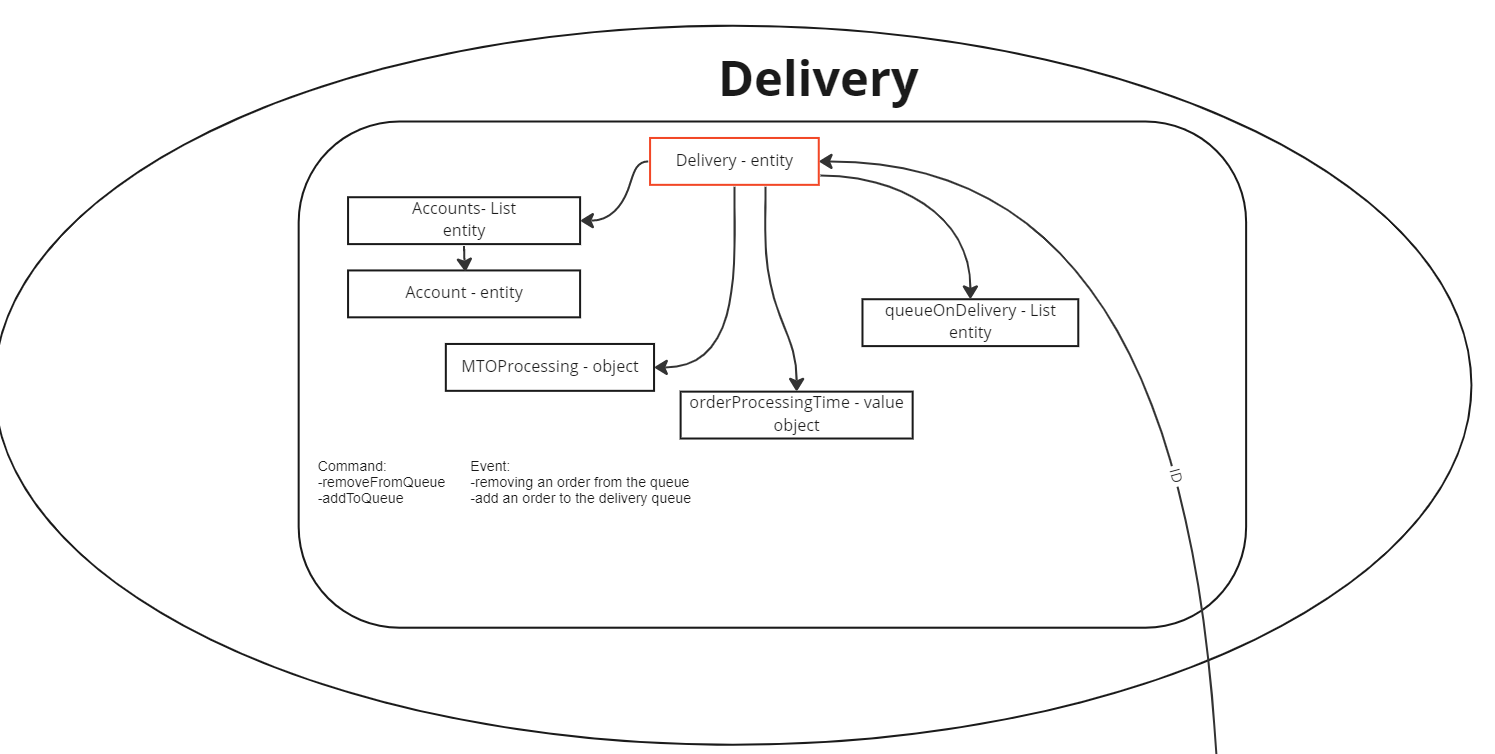 Delivery
Delivery - entity
Accounts- List
entity
Account - entity
queueOnDelivery - List
entity
MTOProcessing - object
orderProcessingTime - value
object
Command:
-removeFromQueue
-addToQueue
Event:
-removing an order from the queue
-add an order to the delivery queue
ID